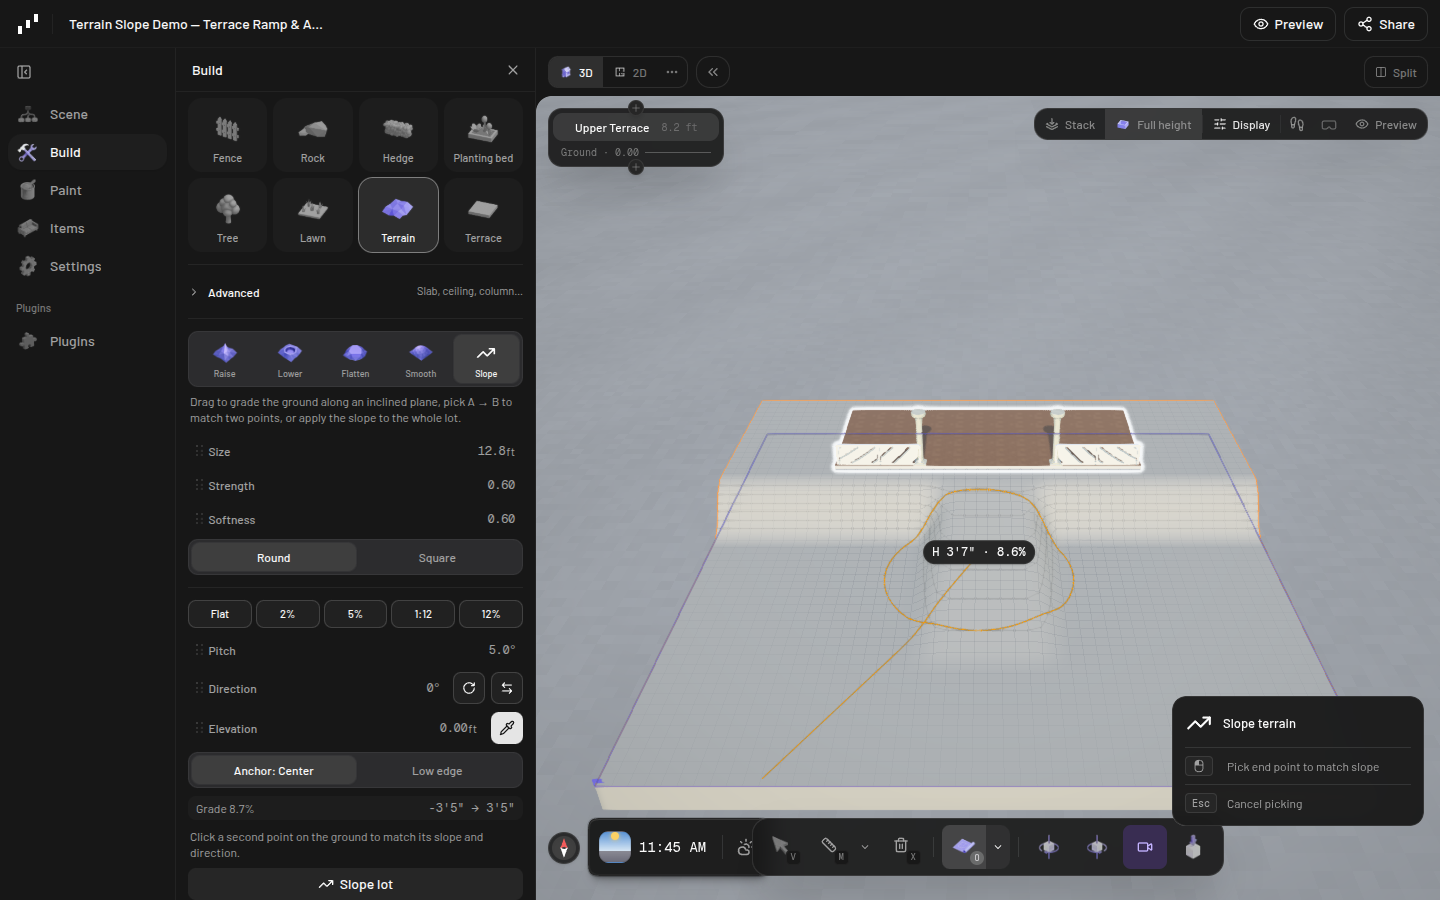 Terrain Slope Demo — Terrace Ramp & A...
Preview
Share
Scene
Build
Paint
Items
Settings
Plugins
Plugins
Build
Fence
Rock
Hedge
Planting bed
Tree
Lawn
Terrain
Terrace
Advanced
Slab, ceiling, column...
Raise
Lower
Flatten
Smooth
Slope
Drag to grade the ground along an inclined plane, pick A → B to
match two points, or apply the slope to the whole lot.
Size
12.8ft
Strength
0.60
Softness
0.60
Round
Square
Flat
2%
5%
1:12
12%
Pitch
5.0°
Direction
0°
Elevation
0.00ft
Anchor: Center
Low edge
Grade 8.7%
-3'5" → 3'5"
Click a second point on the ground to match its slope and
direction.
Slope lot
3D
2D
Split
Upper Terrace 8.2 ft
Ground · 0.00
Stack
Full height
Display
Preview
H 3'7" · 8.6%
Slope terrain
Pick end point to match slope
Esc
Cancel picking
11:45 AM
V
M
X
O